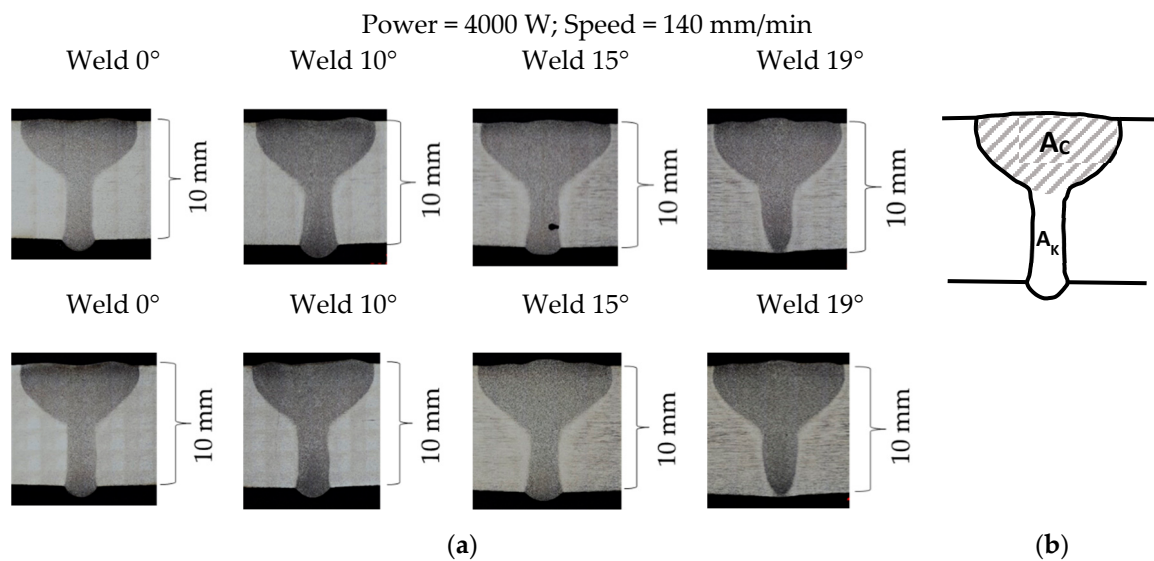 Power = 4000 W; Speed = 140 mm/min
Weld 0° Weld 10° Weld 15° Weld 19°
10 mm 10 mm 10 mm 10 mm
A_C
A_K
Weld 0° Weld 10° Weld 15° Weld 19°
10 mm 10 mm 10 mm 10 mm
(a) (b)